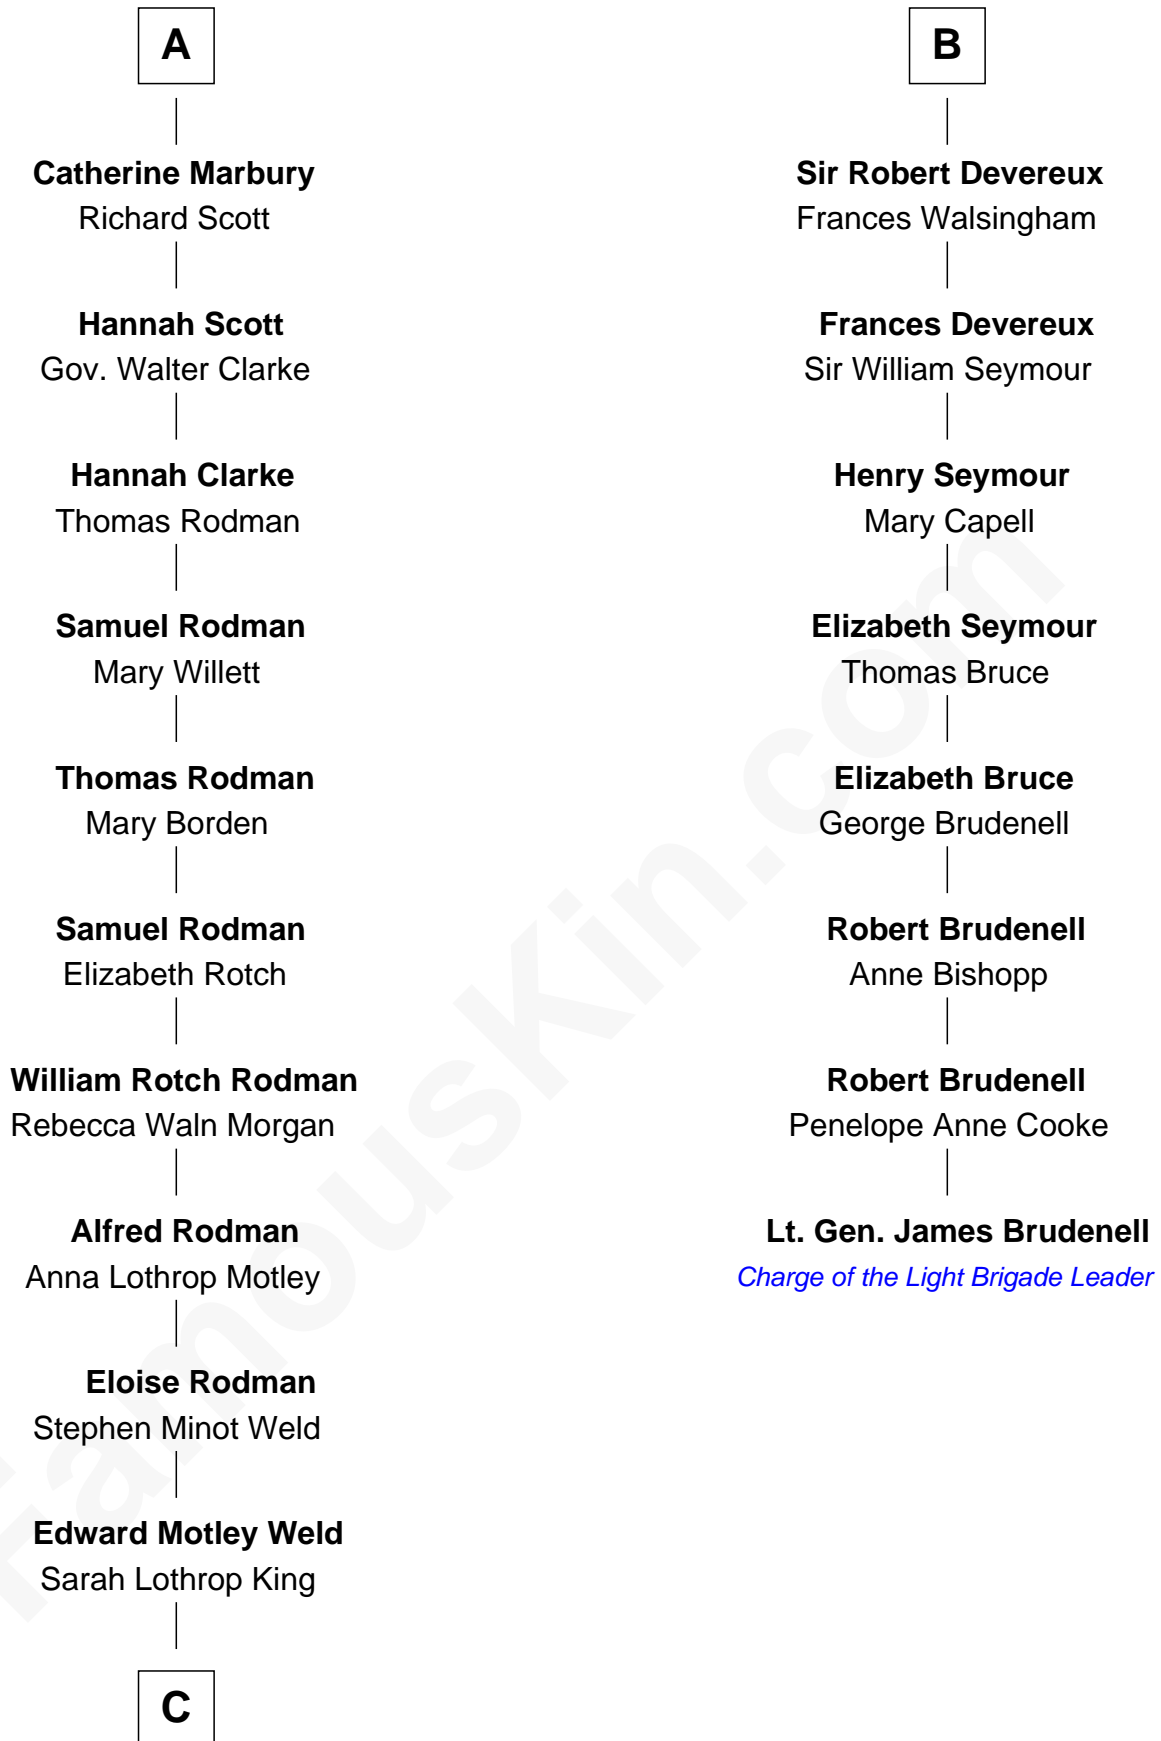 A
Catherine Marbury
Richard Scott
Hannah Scott
Gov. Walter Clarke
Hannah Clarke
Thomas Rodman
Samuel Rodman
Mary Willett
Thomas Rodman
Mary Borden
Samuel Rodman
Elizabeth Rotch
William Rotch Rodman
Rebecca Waln Morgan
Alfred Rodman
Anna Lothrop Motley
Eloise Rodman
Stephen Minot Weld
Edward Motley Weld
Sarah Lothrop King
C
B
Sir Robert Devereux
Frances Walsingham
Frances Devereux
Sir William Seymour
Henry Seymour
Mary Capell
Elizabeth Seymour
Thomas Bruce
Elizabeth Bruce
George Brudenell
Robert Brudenell
Anne Bishopp
Robert Brudenell
Penelope Anne Cooke
Lt. Gen. James Brudenell
Charge of the Light Brigade Leader
FamousKin.com